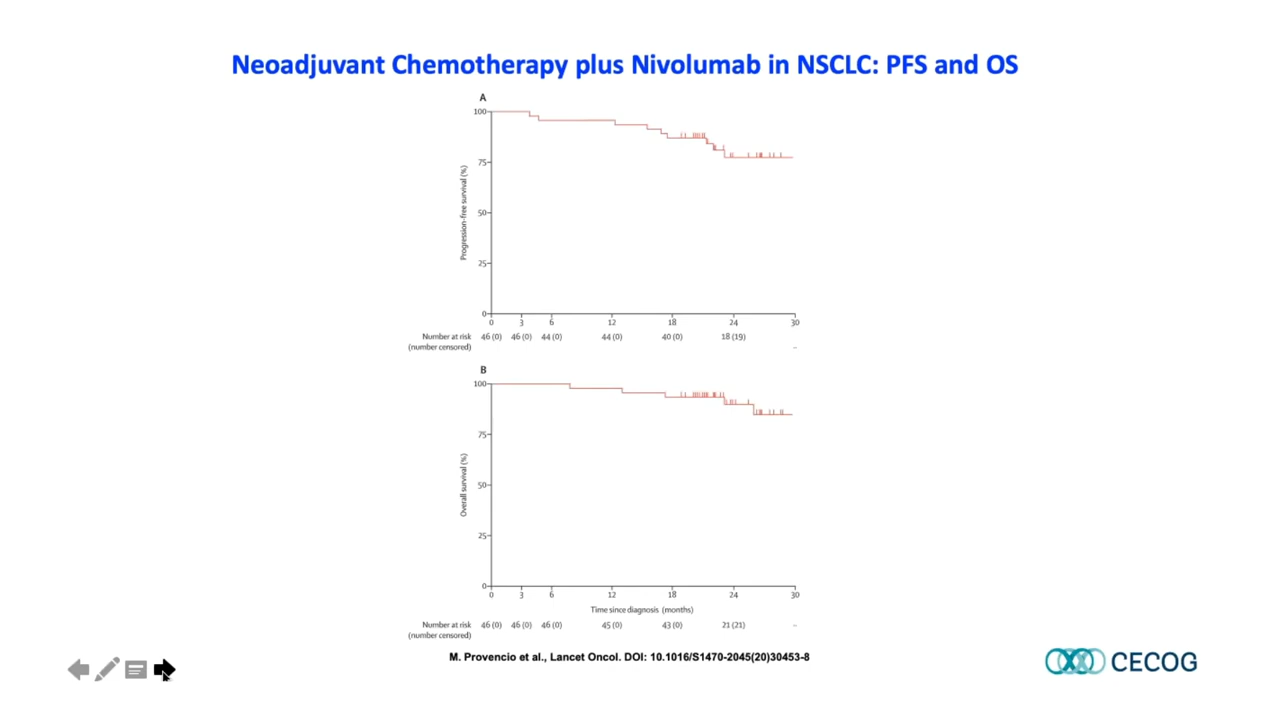 Neoadjuvant Chemotherapy plus Nivolumab in NSCLC: PFS and OS
A
100
75
50
25
0
Progression-free survival (%)
0 3 6 12 18 24 30
Number at risk 46 (0) 46 (0) 44 (0) 44 (0) 40 (0) 18 (19) –
(number censored)
B
100
75
50
25
0
Overall survival (%)
0 3 6 12 18 24 30
Time since diagnosis (months)
Number at risk 46 (0) 46 (0) 46 (0) 45 (0) 43 (0) 21 (21) –
(number censored)
M. Provencio et al., Lancet Oncol. DOI: 10.1016/S1470-2045(20)30453-8
CECOG